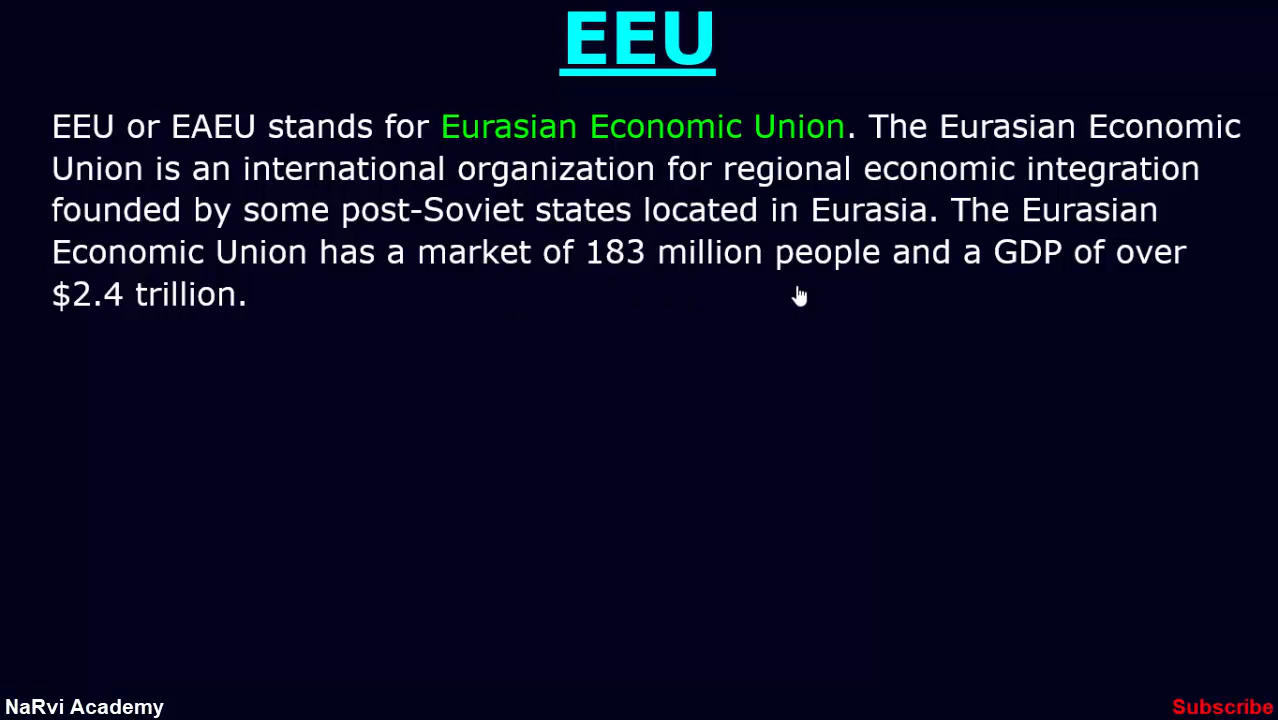 EEU
EEU or EAEU stands for Eurasian Economic Union. The Eurasian Economic
Union is an international organization for regional economic integration
founded by some post-Soviet states located in Eurasia. The Eurasian
Economic Union has a market of 183 million people and a GDP of over
$2.4 trillion.
NaRvi Academy
Subscribe